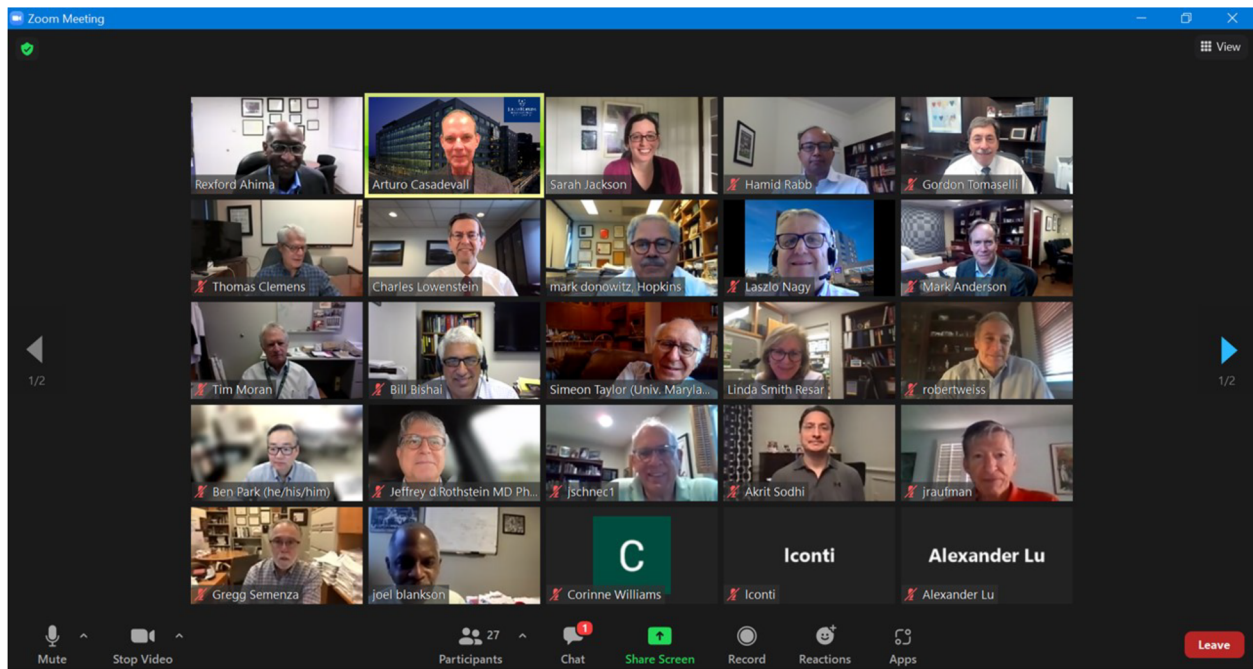 Zoom Meeting
View
Rexford Ahima
Arturo Casadevall
Sarah Jackson
Hamid Rabb
Gordon Tomaselli
Thomas Clemens
Charles Lowenstein
mark donowitz, Hopkins
Laszlo Nagy
Mark Anderson
Tim Moran
Bill Bishai
Simeon Taylor (Univ. Maryla...
Linda Smith Resar
robertweiss
1/2
1/2
Ben Park (he/his/him)
Jeffrey d.Rothstein MD Ph...
jschnec1
Akrit Sodhi
jraufman
Gregg Semenza
joel blankson
C
Corinne Williams
Iconti
Iconti
Alexander Lu
Alexander Lu
Mute
Stop Video
27
Participants
1
Chat
Share Screen
Record
Reactions
Apps
Leave